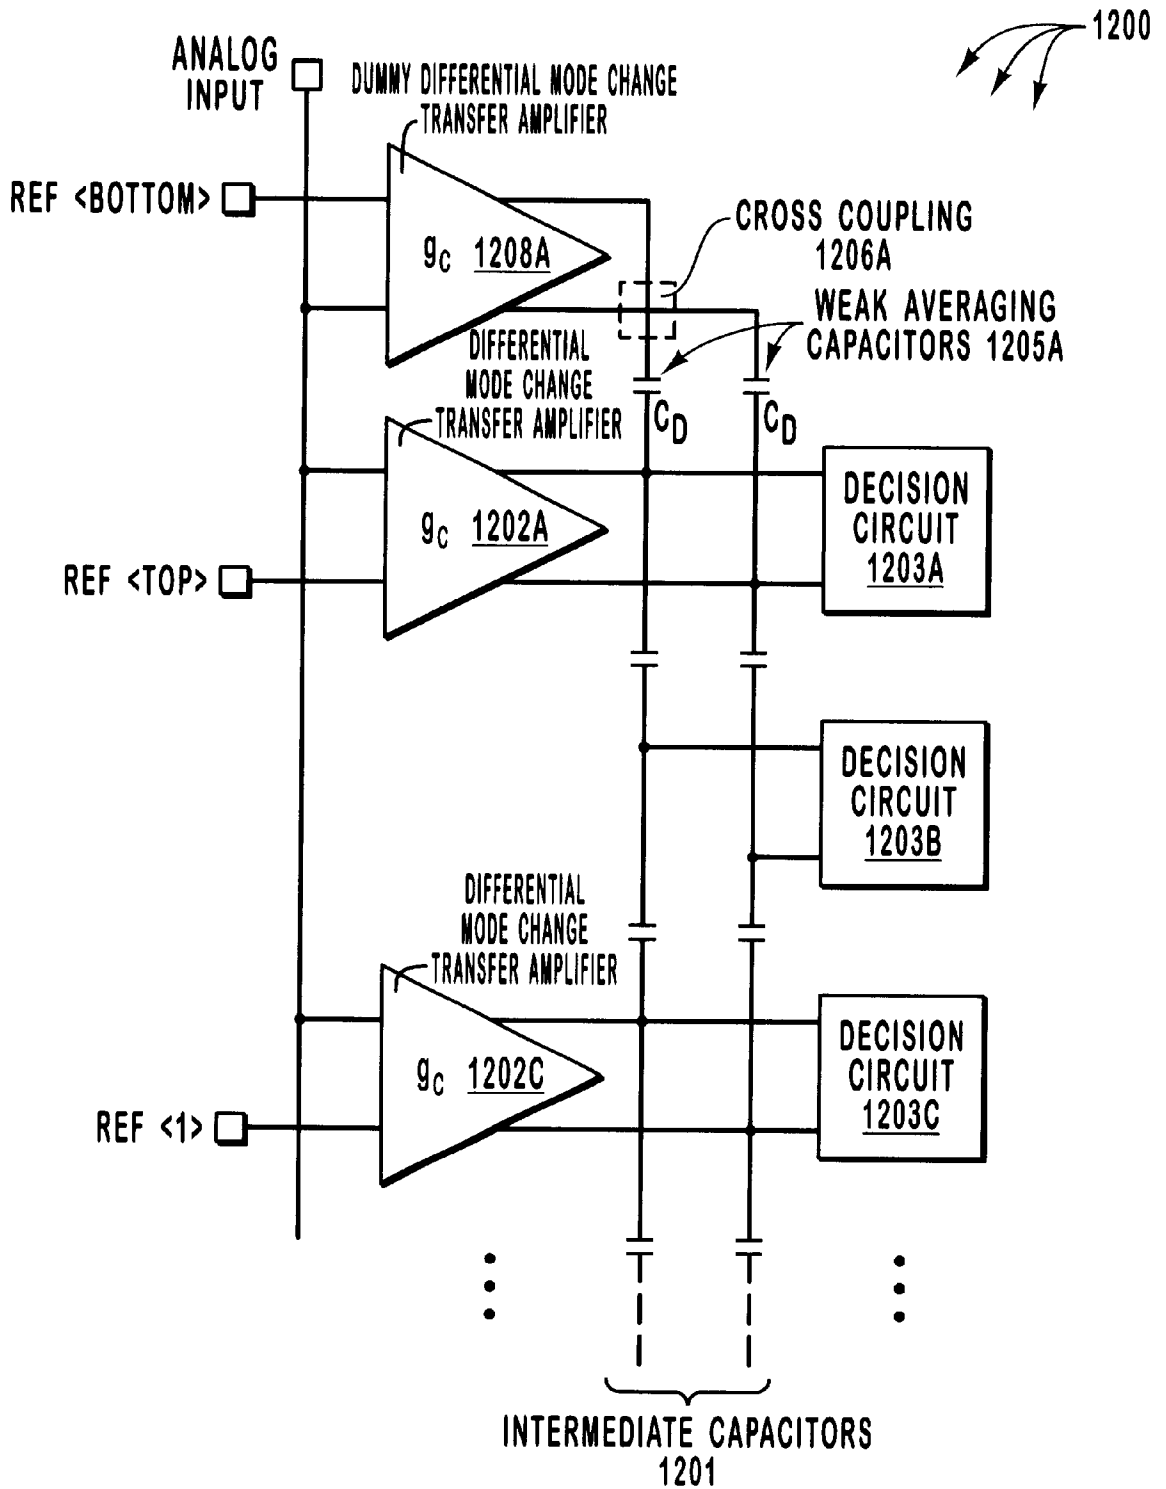 1200
ANALOG
INPUT
DUMMY DIFFERENTIAL MODE CHANGE
TRANSFER AMPLIFIER
REF <BOTTOM>
gC 1208A
CROSS COUPLING
1206A
WEAK AVERAGING
CAPACITORS 1205A
DIFFERENTIAL
MODE CHANGE
TRANSFER AMPLIFIER
CD
CD
gC 1202A
REF <TOP>
DECISION
CIRCUIT
1203A
DECISION
CIRCUIT
1203B
DIFFERENTIAL
MODE CHANGE
TRANSFER AMPLIFIER
gC 1202C
REF <1>
DECISION
CIRCUIT
1203C
INTERMEDIATE CAPACITORS
1201